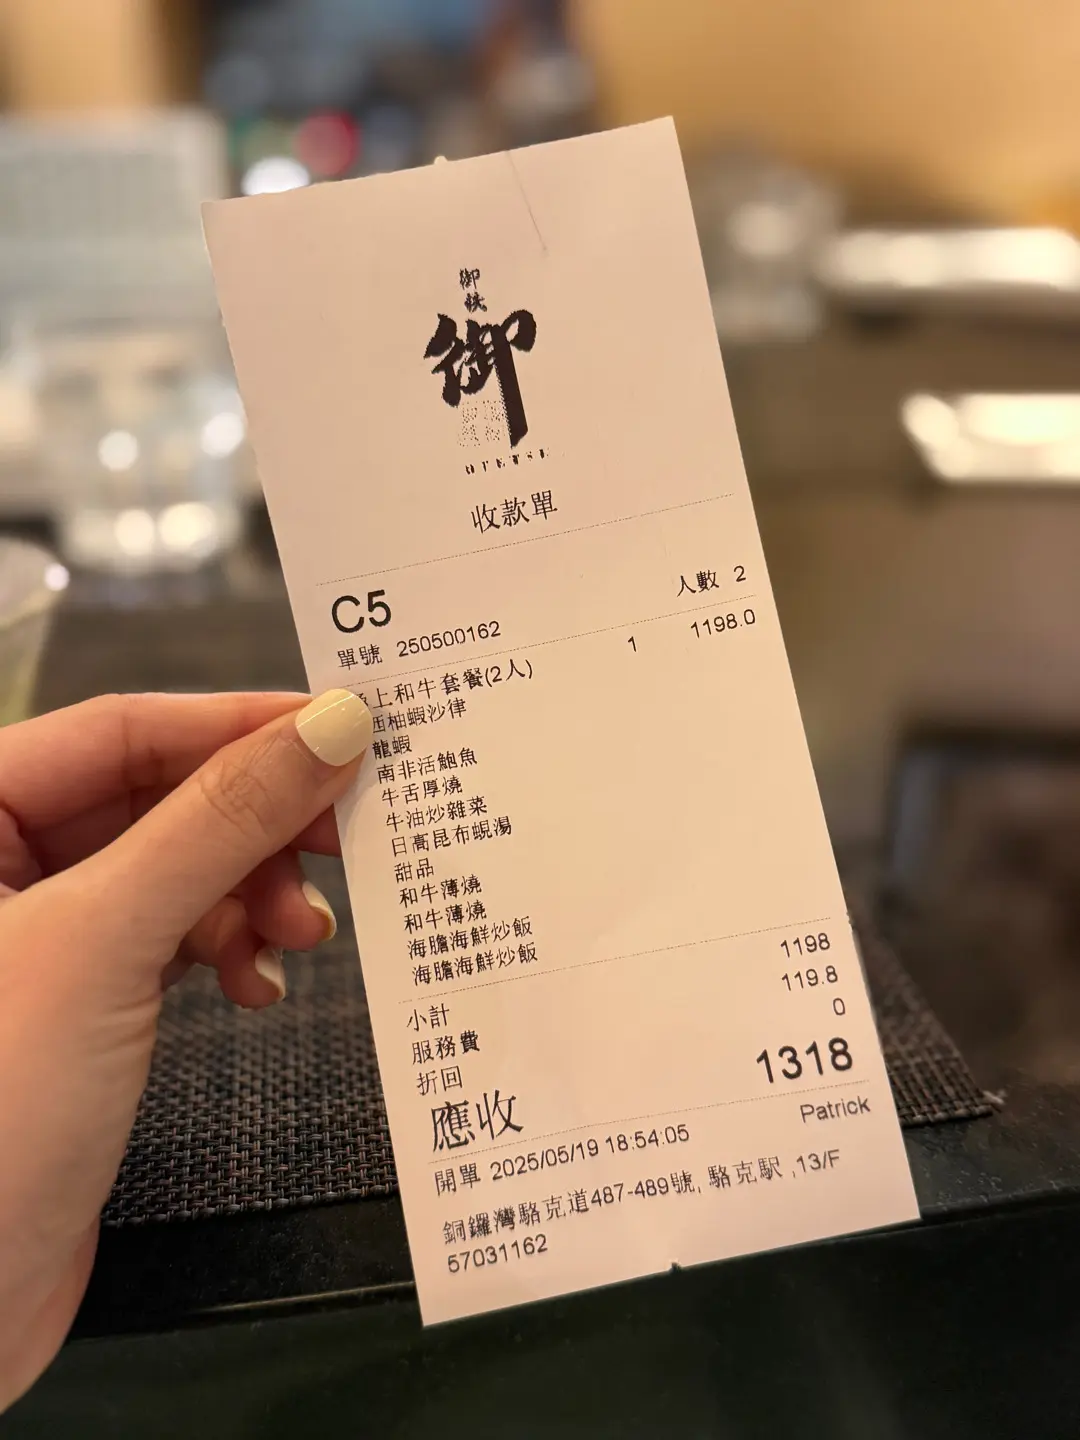 御
御
收款單
C5
人數 2
單號 250500162
上和牛套餐(2人) 1 1198.0
西柚蝦沙律
龍蝦
南非活鮑魚
牛舌厚燒
牛油炒雜菜
日高昆布蜆湯
甜品
和牛薄燒
和牛薄燒
海膽海鮮炒飯
海膽海鮮炒飯
小計 1198
服務費 119.8
折回 0
應收 1318
開單 2025/05/19 18:54:05 Patrick
銅鑼灣駱克道487-489號, 駱克駅 ,13/F
57031162